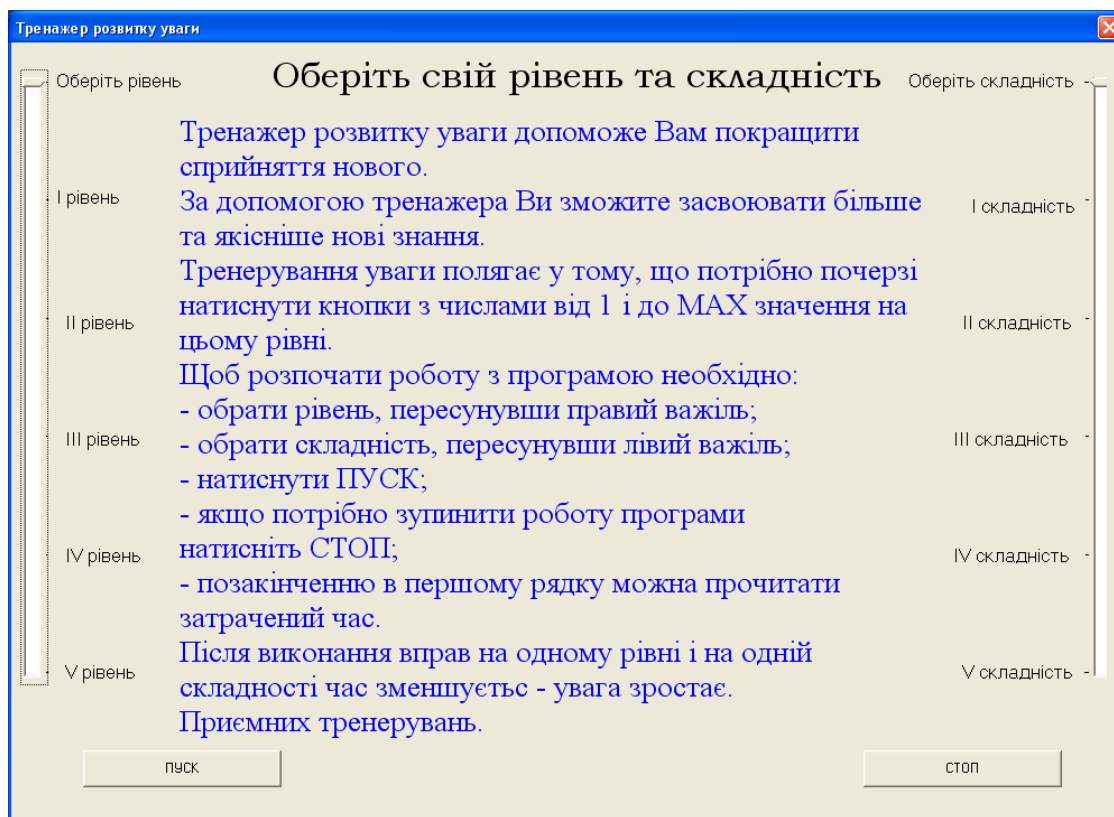 Тренажер розвитку уваги
Оберіть рівень
Оберіть свій рівень та складність
Оберіть складність
Тренажер розвитку уваги допоможе Вам покращити
сприйняття нового.
За допомогою тренажера Ви зможите засвоювати більше
та якісніше нові знання.
Тренерування уваги полягає у тому, що потрібно почерзі
натиснути кнопки з числами від 1 і до MAX значення на
цьому рівні.
Щоб розпочати роботу з програмою необхідно:
- обрати рівень, пересунувши правий важіль;
- обрати складність, пересунувши лівий важіль;
- натиснути ПУСК;
- якщо потрібно зупинити роботу програми
натисніть СТОП;
- позакінченню в першому рядку можна прочитати
затрачений час.
Після виконання вправ на одному рівні і на одній
складності час зменшуєтьс - увага зростає.
Приємних тренерувань.
I рівень
II рівень
III рівень
IV рівень
V рівень
I складність
II складність
III складність
IV складність
V складність
ПУСК
СТОП